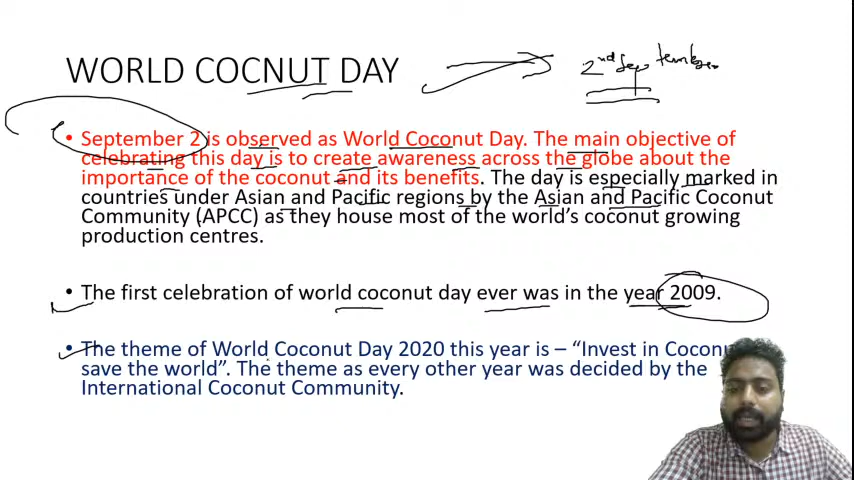 WORLD COCNUT DAY
2nd September
• September 2 is observed as World Coconut Day. The main objective of
celebrating this day is to create awareness across the globe about the
importance of the coconut and its benefits. The day is especially marked in
countries under Asian and Pacific regions by the Asian and Pacific Coconut
Community (APCC) as they house most of the world's coconut growing
production centres.
• The first celebration of world coconut day ever was in the year 2009.
• The theme of World Coconut Day 2020 this year is – “Invest in
save the world”. The theme as every other year was decided by the
International Coconut Community.